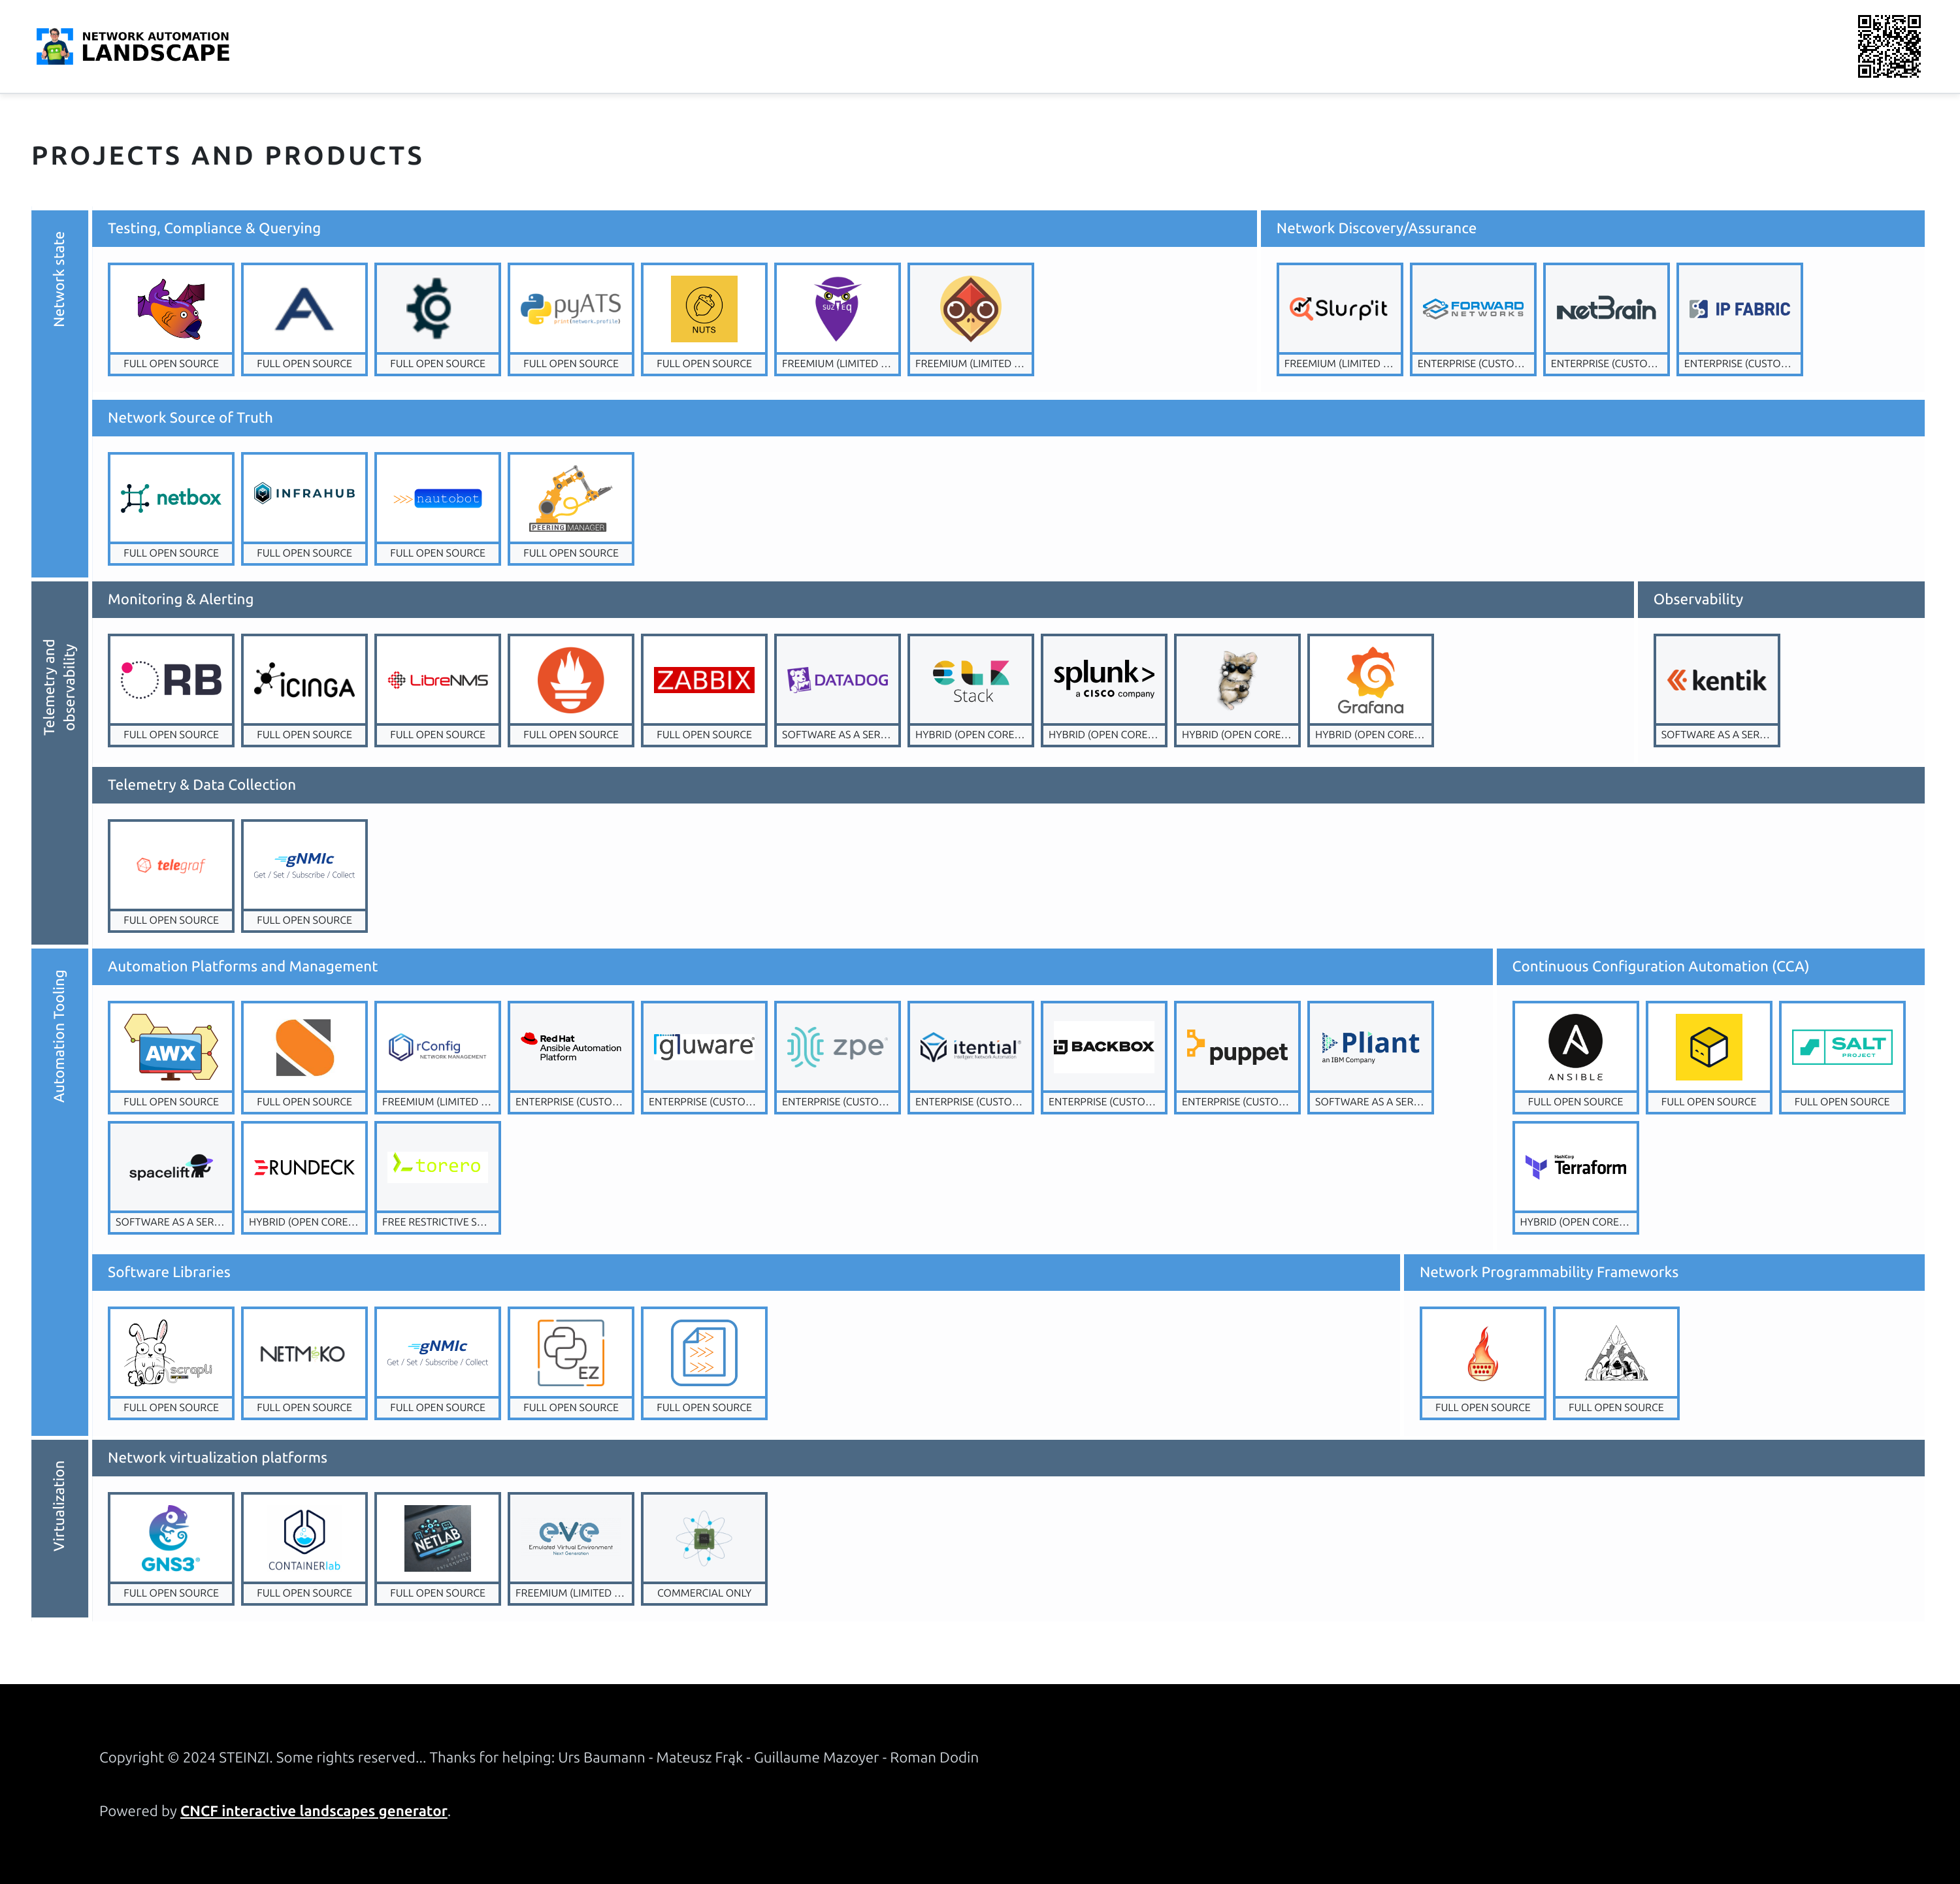 NETWORK AUTOMATION
LANDSCAPE
PROJECTS AND PRODUCTS
Network state
Testing, Compliance & Querying
Network Discovery/Assurance
pyATS
print(network.profile)
NUTS
SUZ EQ
Slurp'it
FORWARD
NETWORKS
netBrain
IP FABRIC
FULL OPEN SOURCE
FULL OPEN SOURCE
FULL OPEN SOURCE
FULL OPEN SOURCE
FULL OPEN SOURCE
FREEMIUM (LIMITED ...
FREEMIUM (LIMITED ...
FREEMIUM (LIMITED ...
ENTERPRISE (CUSTO...
ENTERPRISE (CUSTO...
ENTERPRISE (CUSTO...
Network Source of Truth
netbox
INFRAHUB
>>> nautobot
PEERING MANAGER
FULL OPEN SOURCE
FULL OPEN SOURCE
FULL OPEN SOURCE
FULL OPEN SOURCE
Telemetry and
observability
Monitoring & Alerting
Observability
ORB
ICINGA
LibreNMS
ZABBIX
DATADOG
ELK
Stack
splunk>
a CISCO company
Grafana
kentik
FULL OPEN SOURCE
FULL OPEN SOURCE
FULL OPEN SOURCE
FULL OPEN SOURCE
FULL OPEN SOURCE
SOFTWARE AS A SER...
HYBRID (OPEN CORE...
HYBRID (OPEN CORE...
HYBRID (OPEN CORE...
HYBRID (OPEN CORE...
SOFTWARE AS A SER...
Telemetry & Data Collection
telegraf
gNMIc
Get / Set / Subscribe / Collect
FULL OPEN SOURCE
FULL OPEN SOURCE
Automation Tooling
Automation Platforms and Management
Continuous Configuration Automation (CCA)
AWX
rConfig
NETWORK MANAGEMENT
Red Hat
Ansible Automation
Platform
gluware®
zpe®
itential®
Intelligent Network Automation
BACKBOX
puppet
Pliant
an IBM Company
ANSIBLE
SALT
PROJECT
FULL OPEN SOURCE
FULL OPEN SOURCE
FREEMIUM (LIMITED ...
ENTERPRISE (CUSTO...
ENTERPRISE (CUSTO...
ENTERPRISE (CUSTO...
ENTERPRISE (CUSTO...
ENTERPRISE (CUSTO...
ENTERPRISE (CUSTO...
SOFTWARE AS A SER...
FULL OPEN SOURCE
FULL OPEN SOURCE
FULL OPEN SOURCE
spacelift
RUNDECK
torero
HashiCorp
Terraform
SOFTWARE AS A SER...
HYBRID (OPEN CORE...
FREE RESTRICTIVE S...
HYBRID (OPEN CORE...
Software Libraries
Network Programmability Frameworks
scrapli
NETMIKO
gNMIc
Get / Set / Subscribe / Collect
EZ
>>>
>>>
>>>
FULL OPEN SOURCE
FULL OPEN SOURCE
FULL OPEN SOURCE
FULL OPEN SOURCE
FULL OPEN SOURCE
FULL OPEN SOURCE
FULL OPEN SOURCE
Virtualization
Network virtualization platforms
GNS3®
CONTAINERlab
NETLAB
eve
Emulated Virtual Environment
Next Generation
FULL OPEN SOURCE
FULL OPEN SOURCE
FULL OPEN SOURCE
FREEMIUM (LIMITED ...
COMMERCIAL ONLY
Copyright © 2024 STEINZI. Some rights reserved... Thanks for helping: Urs Baumann - Mateusz Frąk - Guillaume Mazoyer - Roman Dodin
Powered by CNCF interactive landscapes generator.